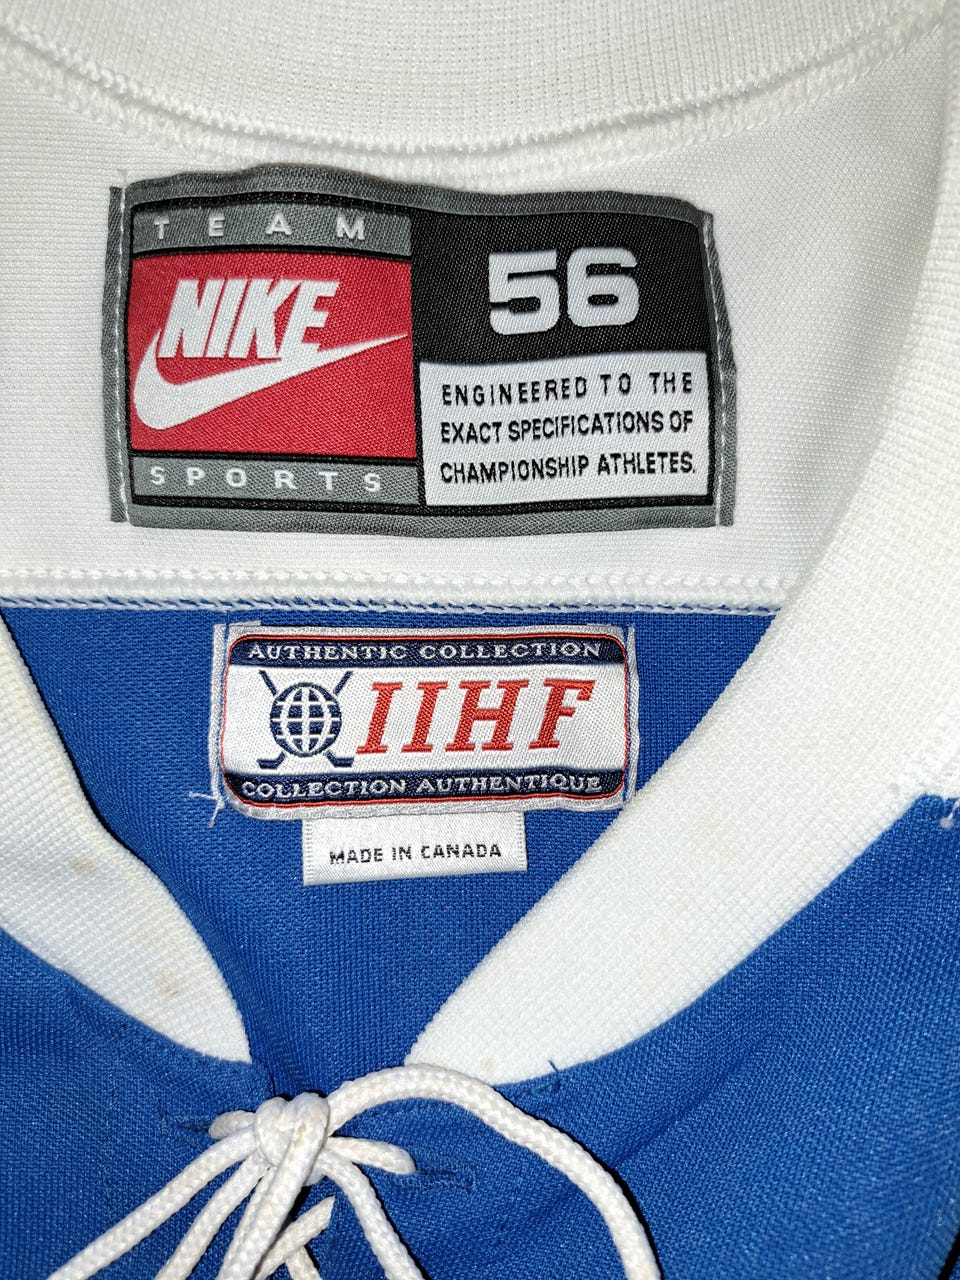 TEAM
NIKE
SPORTS
56
ENGINEERED TO THE
EXACT SPECIFICATIONS OF
CHAMPIONSHIP ATHLETES.
AUTHENTIC COLLECTION
IIHF
COLLECTION AUTHENTIQUE
MADE IN CANADA